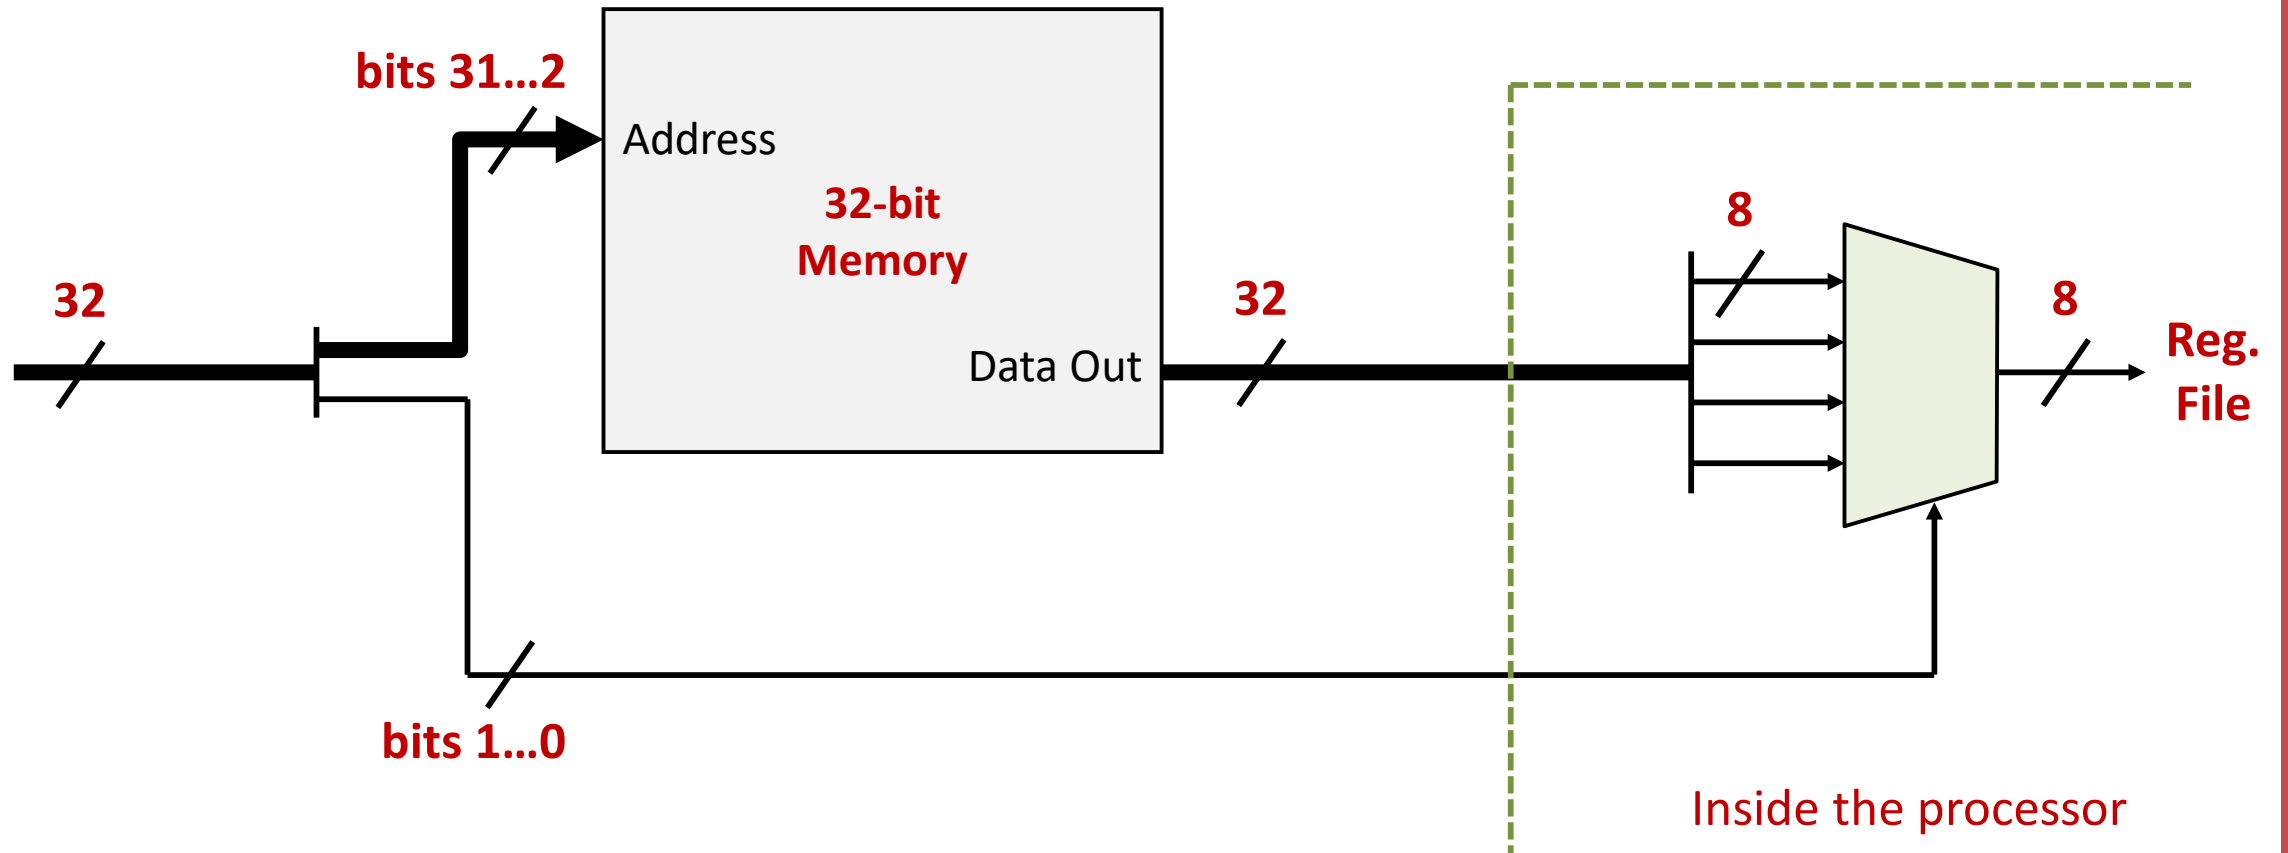 bits 31...2
Address
32-bit
Memory
8
32
32
8
Reg.
File
Data Out
bits 1...0
Inside the processor